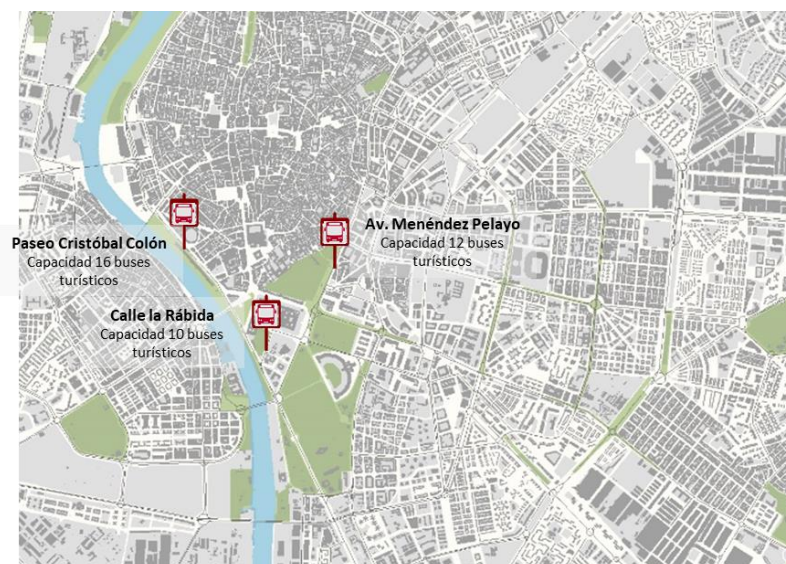 Paseo Cristóbal Colón
Capacidad 16 buses
turísticos
Av. Menéndez Pelayo
Capacidad 12 buses
turísticos
Calle la Rábida
Capacidad 10 buses
turísticos